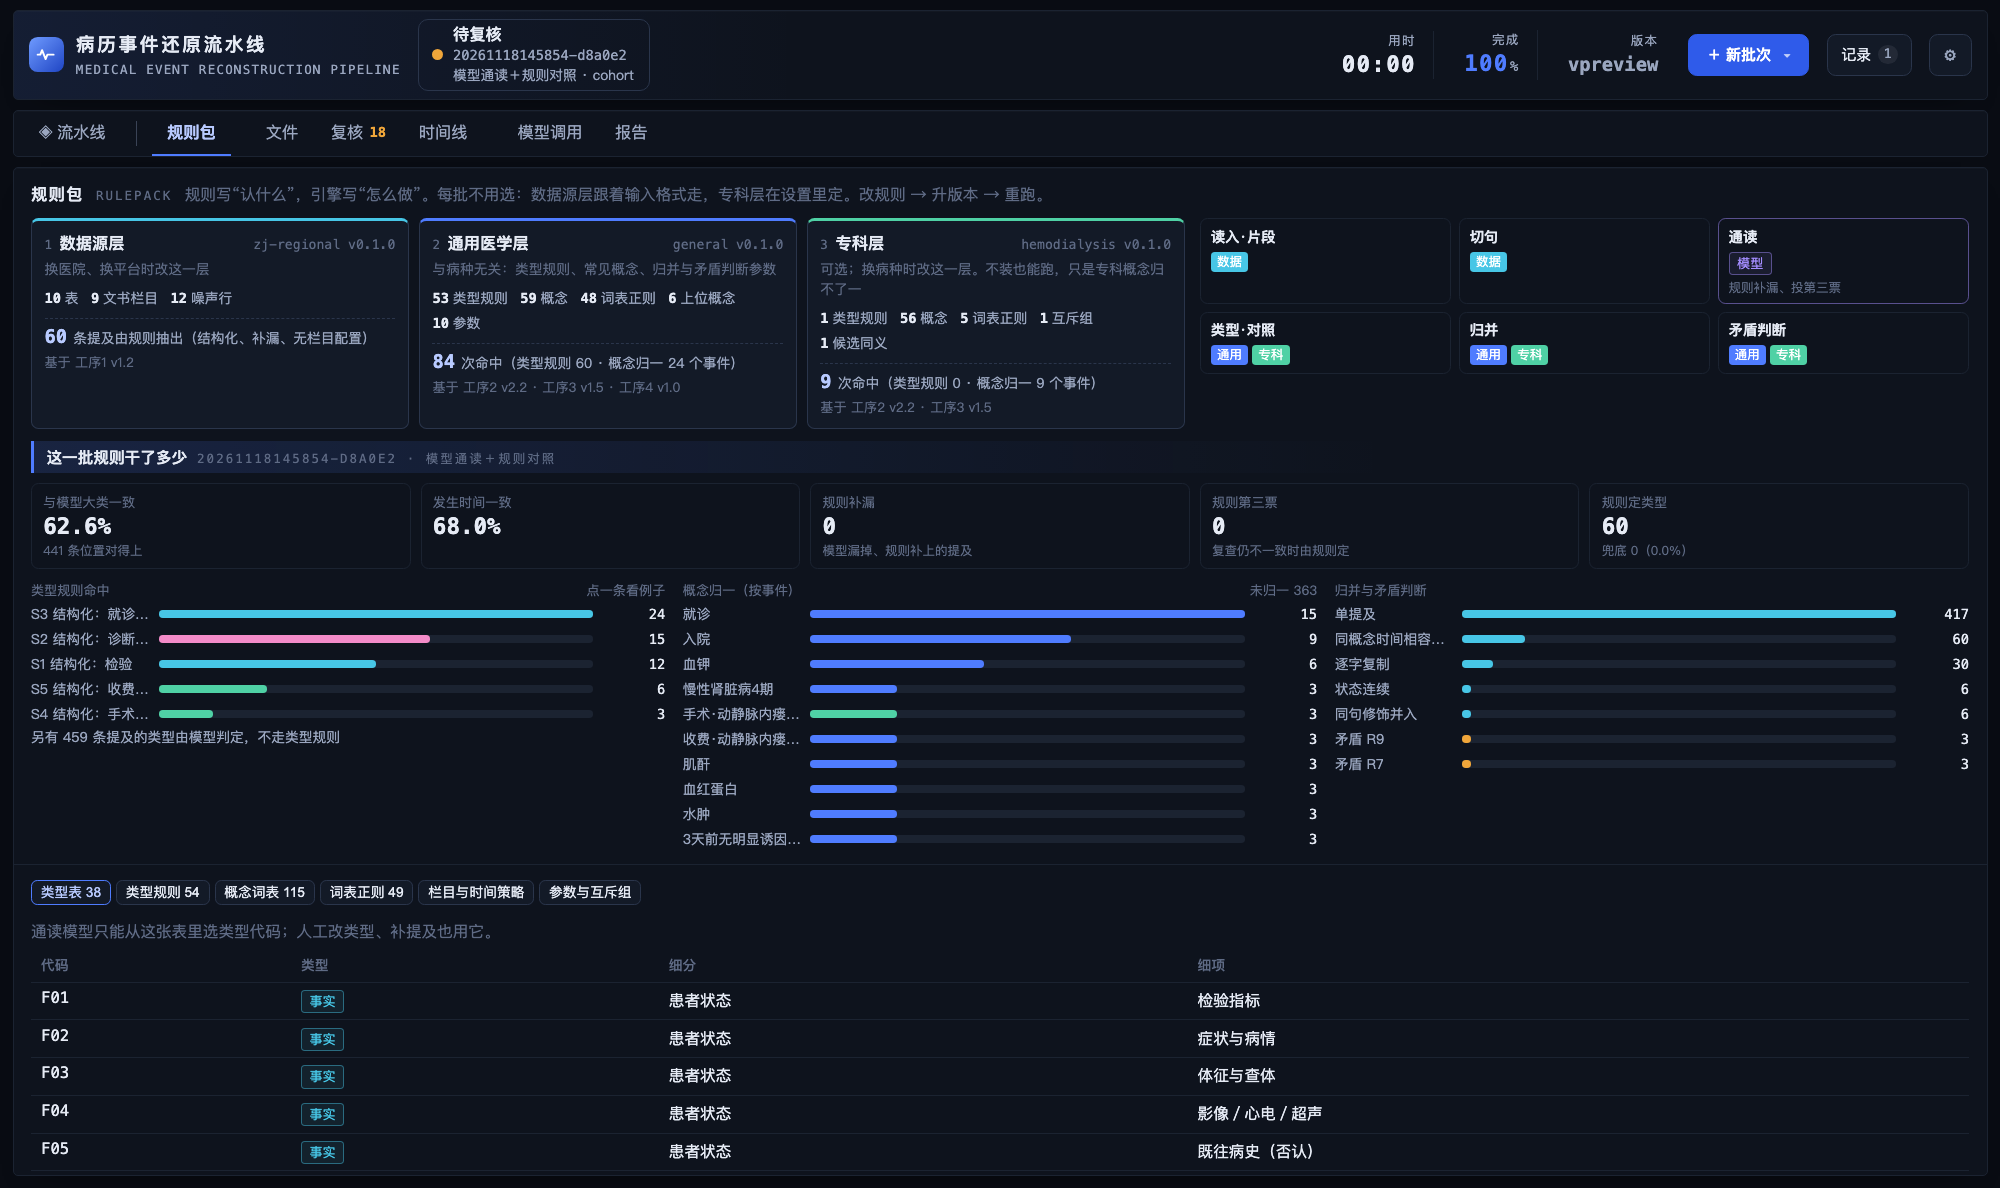 病历事件还原流水线
MEDICAL EVENT RECONSTRUCTION PIPELINE
待复核
20261118145854-d8a0e2
模型通读+规则对照 · cohort
用时
00:00
完成
100%
版本
vpreview
+ 新批次
记录 1
流水线
规则包
文件
复核 18
时间线
模型调用
报告
规则包 RULEPACK 规则写“认什么”，引擎写“怎么做”。每批不用选：数据源层跟着输入格式走，专科层在设置里定。改规则 → 升版本 → 重跑。
1 数据源层 zj-regional v0.1.0
换医院、换平台时改这一层
10 表 9 文书栏目 12 噪声行
60 条提及由规则抽出（结构化、补漏、无栏目配置）
基于 工序1 v1.2
2 通用医学层 general v0.1.0
与病种无关：类型规则、常见概念、归并与矛盾判断参数
53 类型规则 59 概念 48 词表正则 6 上位概念
10 参数
84 次命中（类型规则 60 · 概念归一 24 个事件）
基于 工序2 v2.2 · 工序3 v1.5 · 工序4 v1.0
3 专科层 hemodialysis v0.1.0
可选；换病种时改这一层。不装也能跑，只是专科概念归
不了一
1 类型规则 56 概念 5 词表正则 1 互斥组
1 候选同义
9 次命中（类型规则 0 · 概念归一 9 个事件）
基于 工序2 v2.2 · 工序3 v1.5
读入·片段
数据
切句
数据
通读
模型
规则补漏、投第三票
类型·对照
通用 专科
归并
通用 专科
矛盾判断
通用 专科
这一批规则干了多少 20261118145854-D8A0E2 · 模型通读+规则对照
与模型大类一致
62.6%
441 条位置对得上
发生时间一致
68.0%
规则补漏
0
模型漏掉、规则补上的提及
规则第三票
0
复查仍不一致时由规则定
规则定类型
60
兜底 0（0.0%）
类型规则命中 点一条看例子
S3 结构化：就诊… 24
S2 结构化：诊断… 15
S1 结构化：检验 12
S5 结构化：收费… 6
S4 结构化：手术… 3
另有 459 条提及的类型由模型判定，不走类型规则
概念归一（按事件） 未归一 363
就诊 15
入院 9
血钾 6
慢性肾脏病4期 3
手术·动静脉内瘘… 3
收费·动静脉内瘘… 3
肌酐 3
血红蛋白 3
水肿 3
3天前无明显诱因… 3
归并与矛盾判断
单提及 417
同概念时间相容… 60
逐字复制 30
状态连续 6
同句修饰并入 6
矛盾 R9 3
矛盾 R7 3
类型表 38
类型规则 54
概念词表 115
词表正则 49
栏目与时间策略
参数与互斥组
通读模型只能从这张表里选类型代码；人工改类型、补提及也用它。
代码 类型 细分 细项
F01 事实 患者状态 检验指标
F02 事实 患者状态 症状与病情
F03 事实 患者状态 体征与查体
F04 事实 患者状态 影像 / 心电 / 超声
F05 事实 患者状态 既往病史（否认）